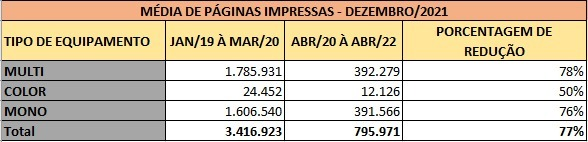 MÉDIA DE PÁGINAS IMPRESSAS - DEZEMBRO/2021
TIPO DE EQUIPAMENTO JAN/19 À MAR/20 ABR/20 À ABR/22 PORCENTAGEM DE REDUÇÃO
MULTI 1.785.931 392.279 78%
COLOR 24.452 12.126 50%
MONO 1.606.540 391.566 76%
Total 3.416.923 795.971 77%